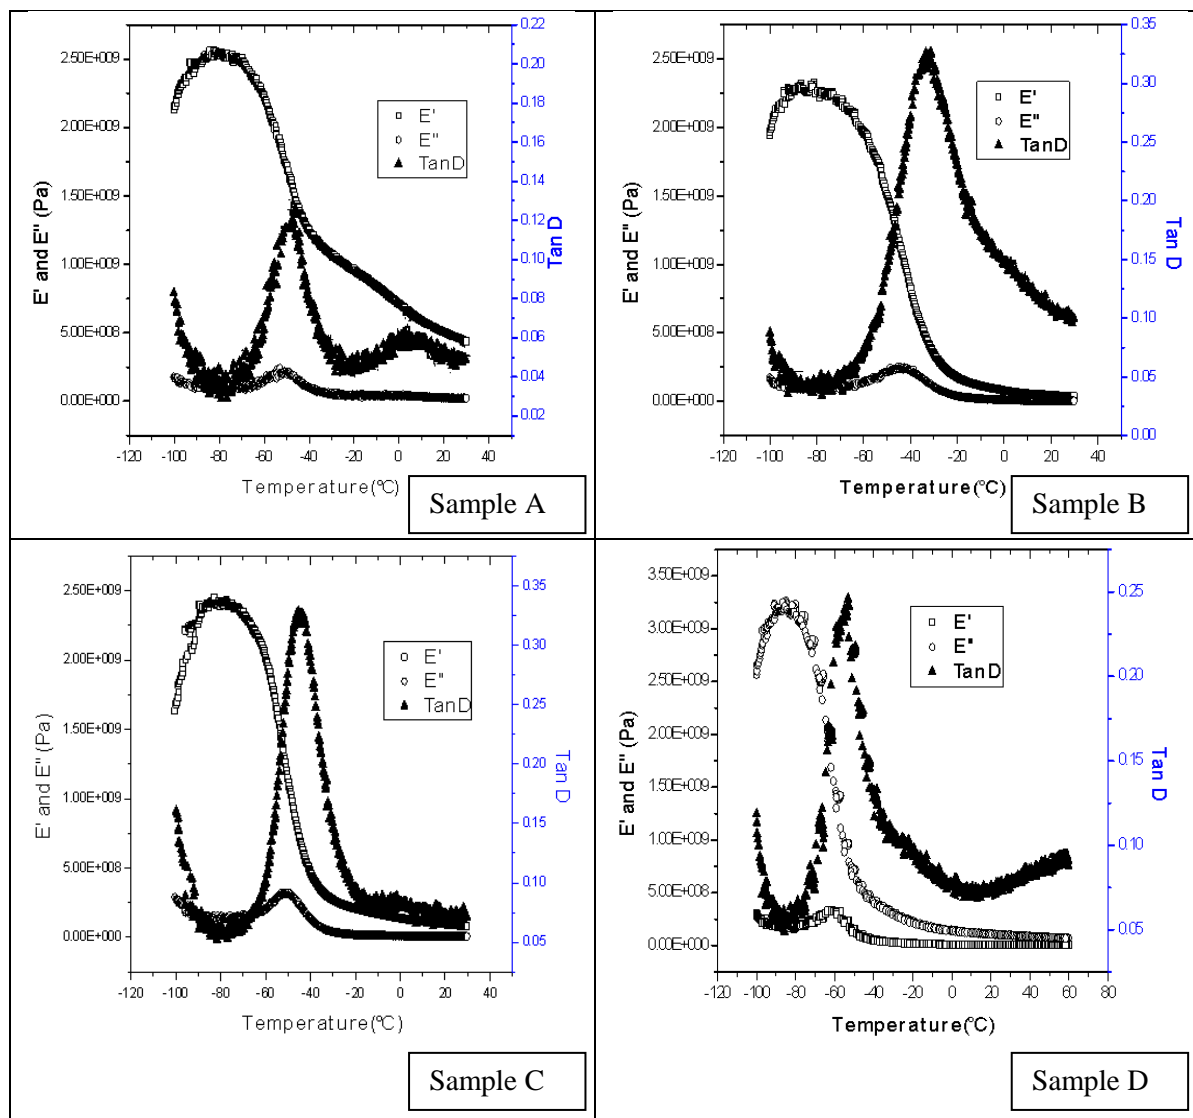 0.22
2.50E+009
0.20
0.18
2.00E+009
0.16
1.50E+009
0.14
0.12
1.00E+009
0.10
0.08
5.00E+008
0.06
0.04
0.00E+000
0.02
E' and E" (Pa)
Tan D
E'
E"
TanD
-120 -100 -80 -60 -40 -20 0 20 40
Temperature(°C)
Sample A
0.35
2.50E+009
0.30
2.00E+009
0.25
1.50E+009
0.20
1.00E+009
0.15
5.00E+008
0.10
0.05
0.00E+000
0.00
E' and E" (Pa)
Tan D
E'
E"
TanD
-120 -100 -80 -60 -40 -20 0 20 40
Temperature(°C)
Sample B
2.50E+009
0.35
0.30
2.00E+009
0.25
1.50E+009
0.20
1.00E+009
0.15
5.00E+008
0.10
0.00E+000
0.05
E' and E" (Pa)
Tan D
E'
E"
TanD
-120 -100 -80 -60 -40 -20 0 20 40
Temperature(°C)
Sample C
3.50E+009
0.25
3.00E+009
2.50E+009
0.20
2.00E+009
0.15
1.50E+009
1.00E+009
0.10
5.00E+008
0.05
0.00E+000
E' and E" (Pa)
Tan D
E'
E"
TanD
-120 -100 -80 -60 -40 -20 0 20 40 60 80
Temperature(°C)
Sample D